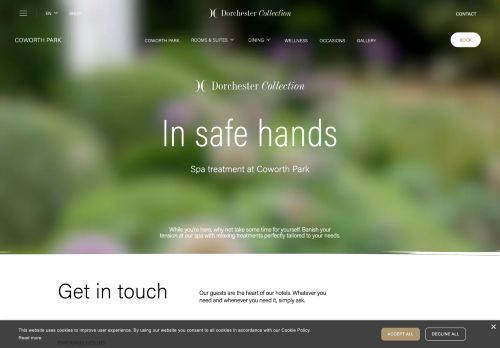 EN
SHOP
Dorchester Collection
CONTACT
COWORTH PARK
COWORTH PARK
ROOMS & SUITES
DINING
WELLNESS
OCCASIONS
GALLERY
BOOK
Dorchester Collection
In safe hands
Spa treatment at Coworth Park
While you're here, why not take some time for yourself. Banish your
tension at our spa with relaxing treatments perfectly tailored to your needs.
Get in touch
Our guests are the heart of our hotels. Whatever you
need and whenever you need it, simply ask.
This website uses cookies to improve user experience. By using our website you consent to all cookies in accordance with our Cookie Policy.
Read more
ACCEPT ALL
DECLINE ALL
OPENING HOURS